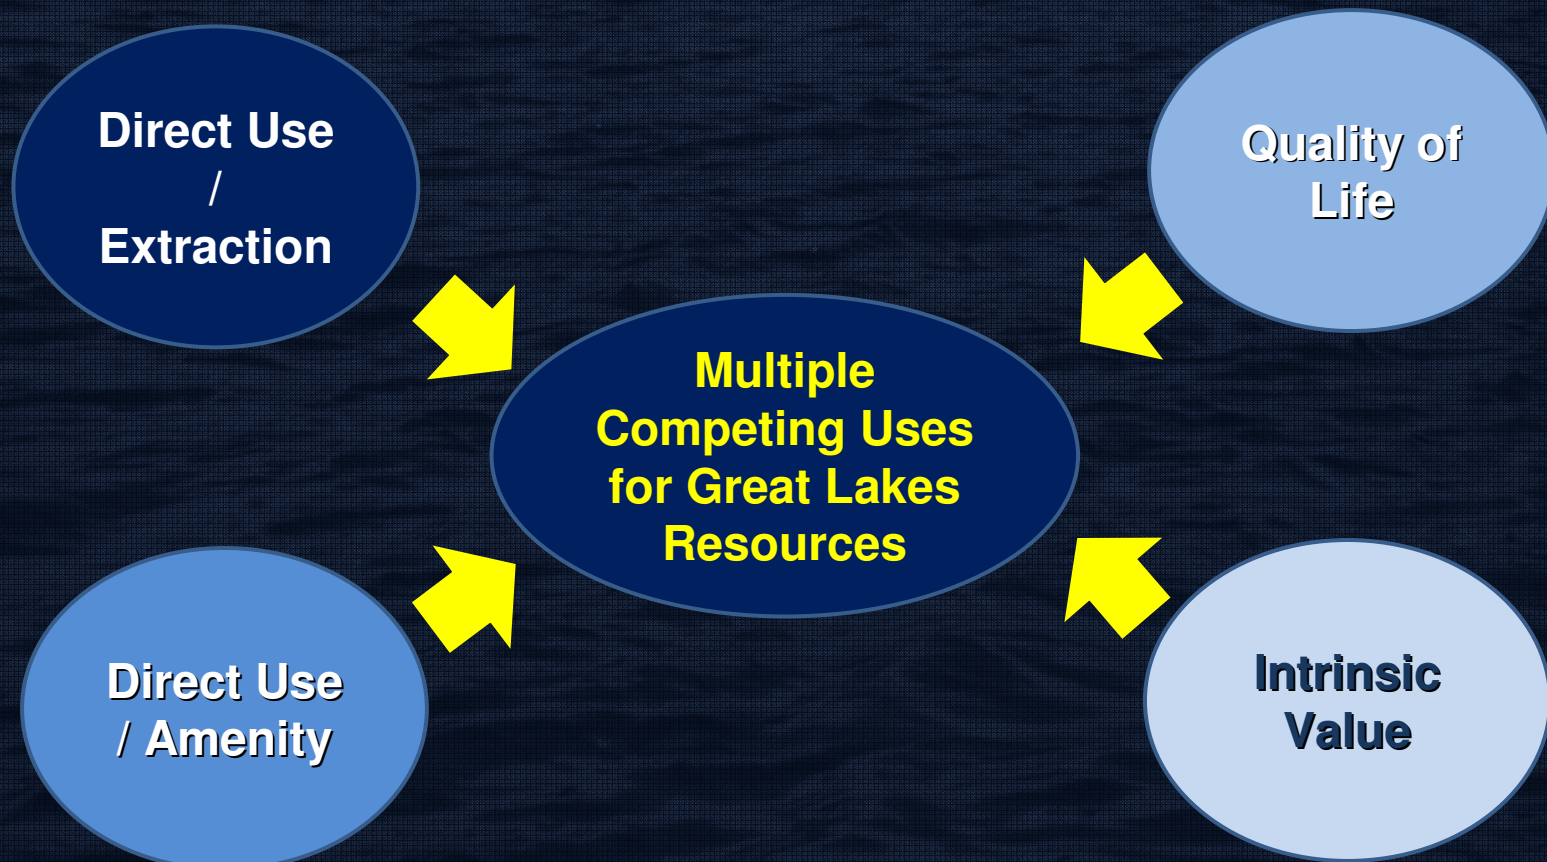 Direct Use
/
Extraction
Quality of
Life
Multiple
Competing Uses
for Great Lakes
Resources
Direct Use
/ Amenity
Intrinsic
Value